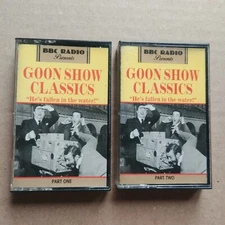 BBC RADIO
Presents
GOON SHOW
CLASSICS
"He's fallen in the water!"
PART ONE
BBC RADIO
Presents
GOON SHOW
CLASSICS
"He's fallen in the water!"
PART TWO